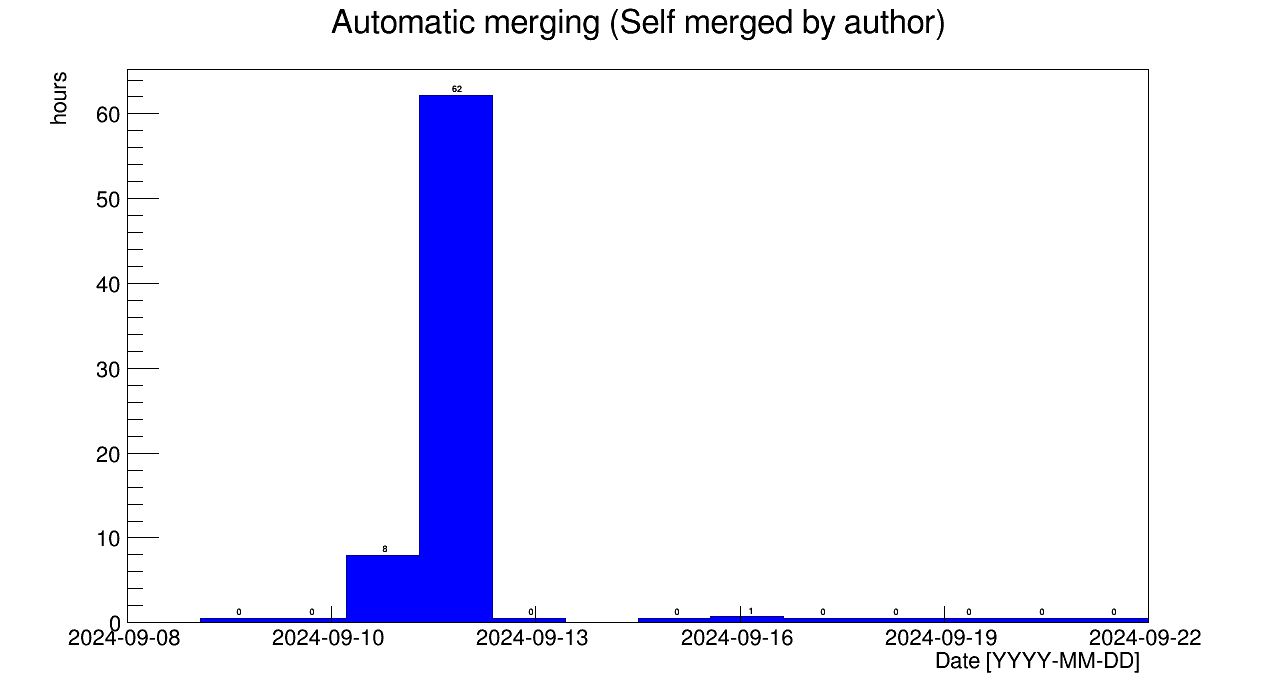 Automatic merging (Self merged by author)
hours
60
50
40
30
20
10
0
62
8
0 0 0 0 1 0 0 0 0 0
2024-09-08 2024-09-10 2024-09-13 2024-09-16 2024-09-19 2024-09-22
Date [YYYY-MM-DD]